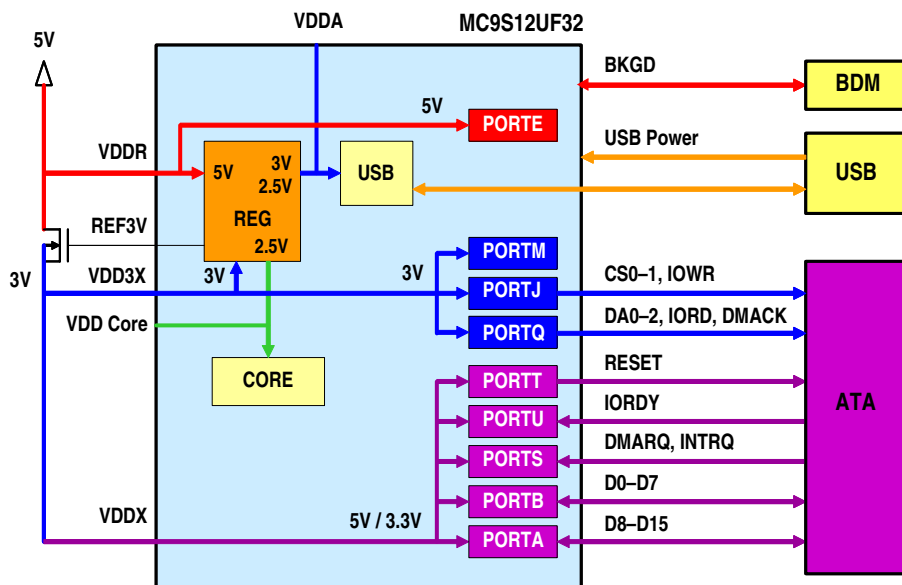 VDDA
MC9S12UF32
5V
BKGD
BDM
5V
PORTE
USB Power
VDDR
5V
3V
2.5V
USB
USB
REG
REF3V
2.5V
PORTM
3V
VDD3X
3V
3V
PORTJ
CS0–1, IOWR
VDD Core
PORTQ
DA0–2, IORD, DMACK
CORE
PORTT
RESET
ATA
PORTU
IORDY
PORTS
DMARQ, INTRQ
PORTB
D0–D7
VDDX
5V / 3.3V
PORTA
D8–D15